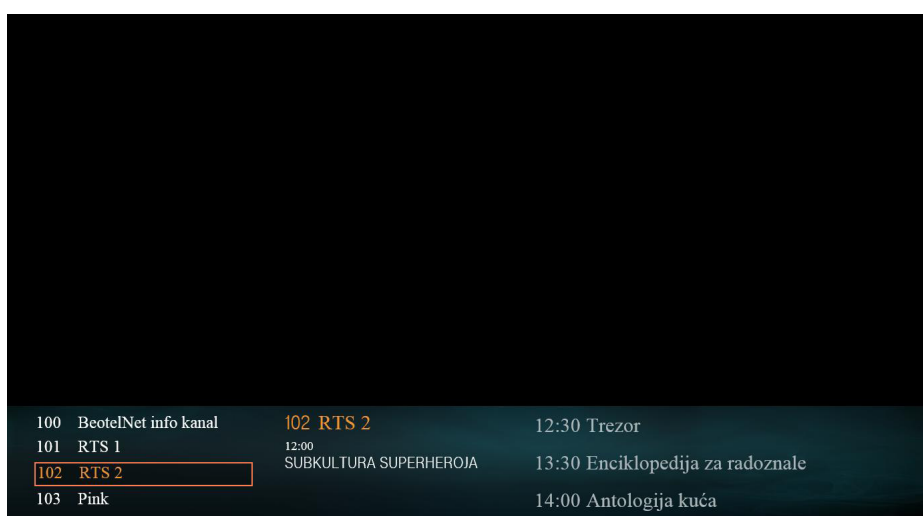 100 BeotelNet info kanal
101 RTS 1
102 RTS 2
103 Pink
102 RTS 2
12:00
SUBKULTURA SUPERHEROJA
12:30 Trezor
13:30 Enciklopedija za radoznale
14:00 Antologija kuća